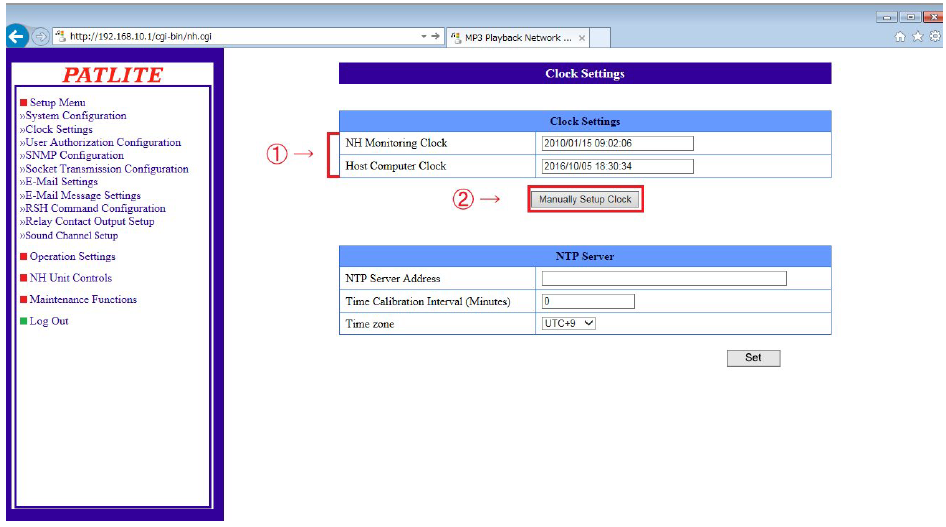 http://192.168.10.1/cgi-bin/nh.cgi
MP3 Playback Network ...
PATLITE
Setup Menu
»System Configuration
»Clock Settings
»User Authorization Configuration
»SNMP Configuration
»Socket Transmission Configuration
»E-Mail Settings
»E-Mail Message Settings
»RSH Command Configuration
»Relay Contact Output Setup
»Sound Channel Setup
Operation Settings
NH Unit Controls
Maintenance Functions
Log Out
Clock Settings
Clock Settings
① →
NH Monitoring Clock 2010/01/15 09:02:06
Host Computer Clock 2016/10/05 18:30:34
② → Manually Setup Clock
NTP Server
NTP Server Address
Time Calibration Interval (Minutes) 0
Time zone UTC+9
Set